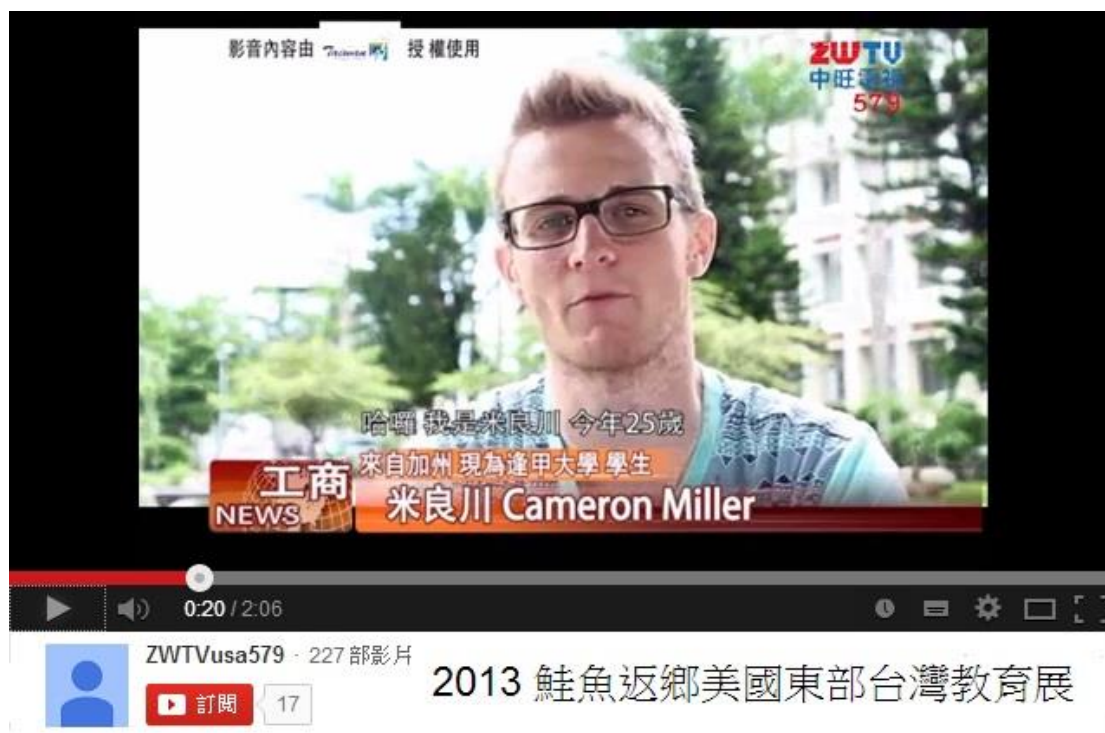 影音內容由 Taiwan 授權使用
ZWTV
中旺電視
579
哈囉 我是米良川 今年25歲
來自加州 現為逢甲大學 學生
工商
NEWS
米良川 Cameron Miller
0:20 / 2:06
ZWTVusa579 · 227 部影片
訂閱 17
2013 鮭魚返鄉美國東部台灣教育展